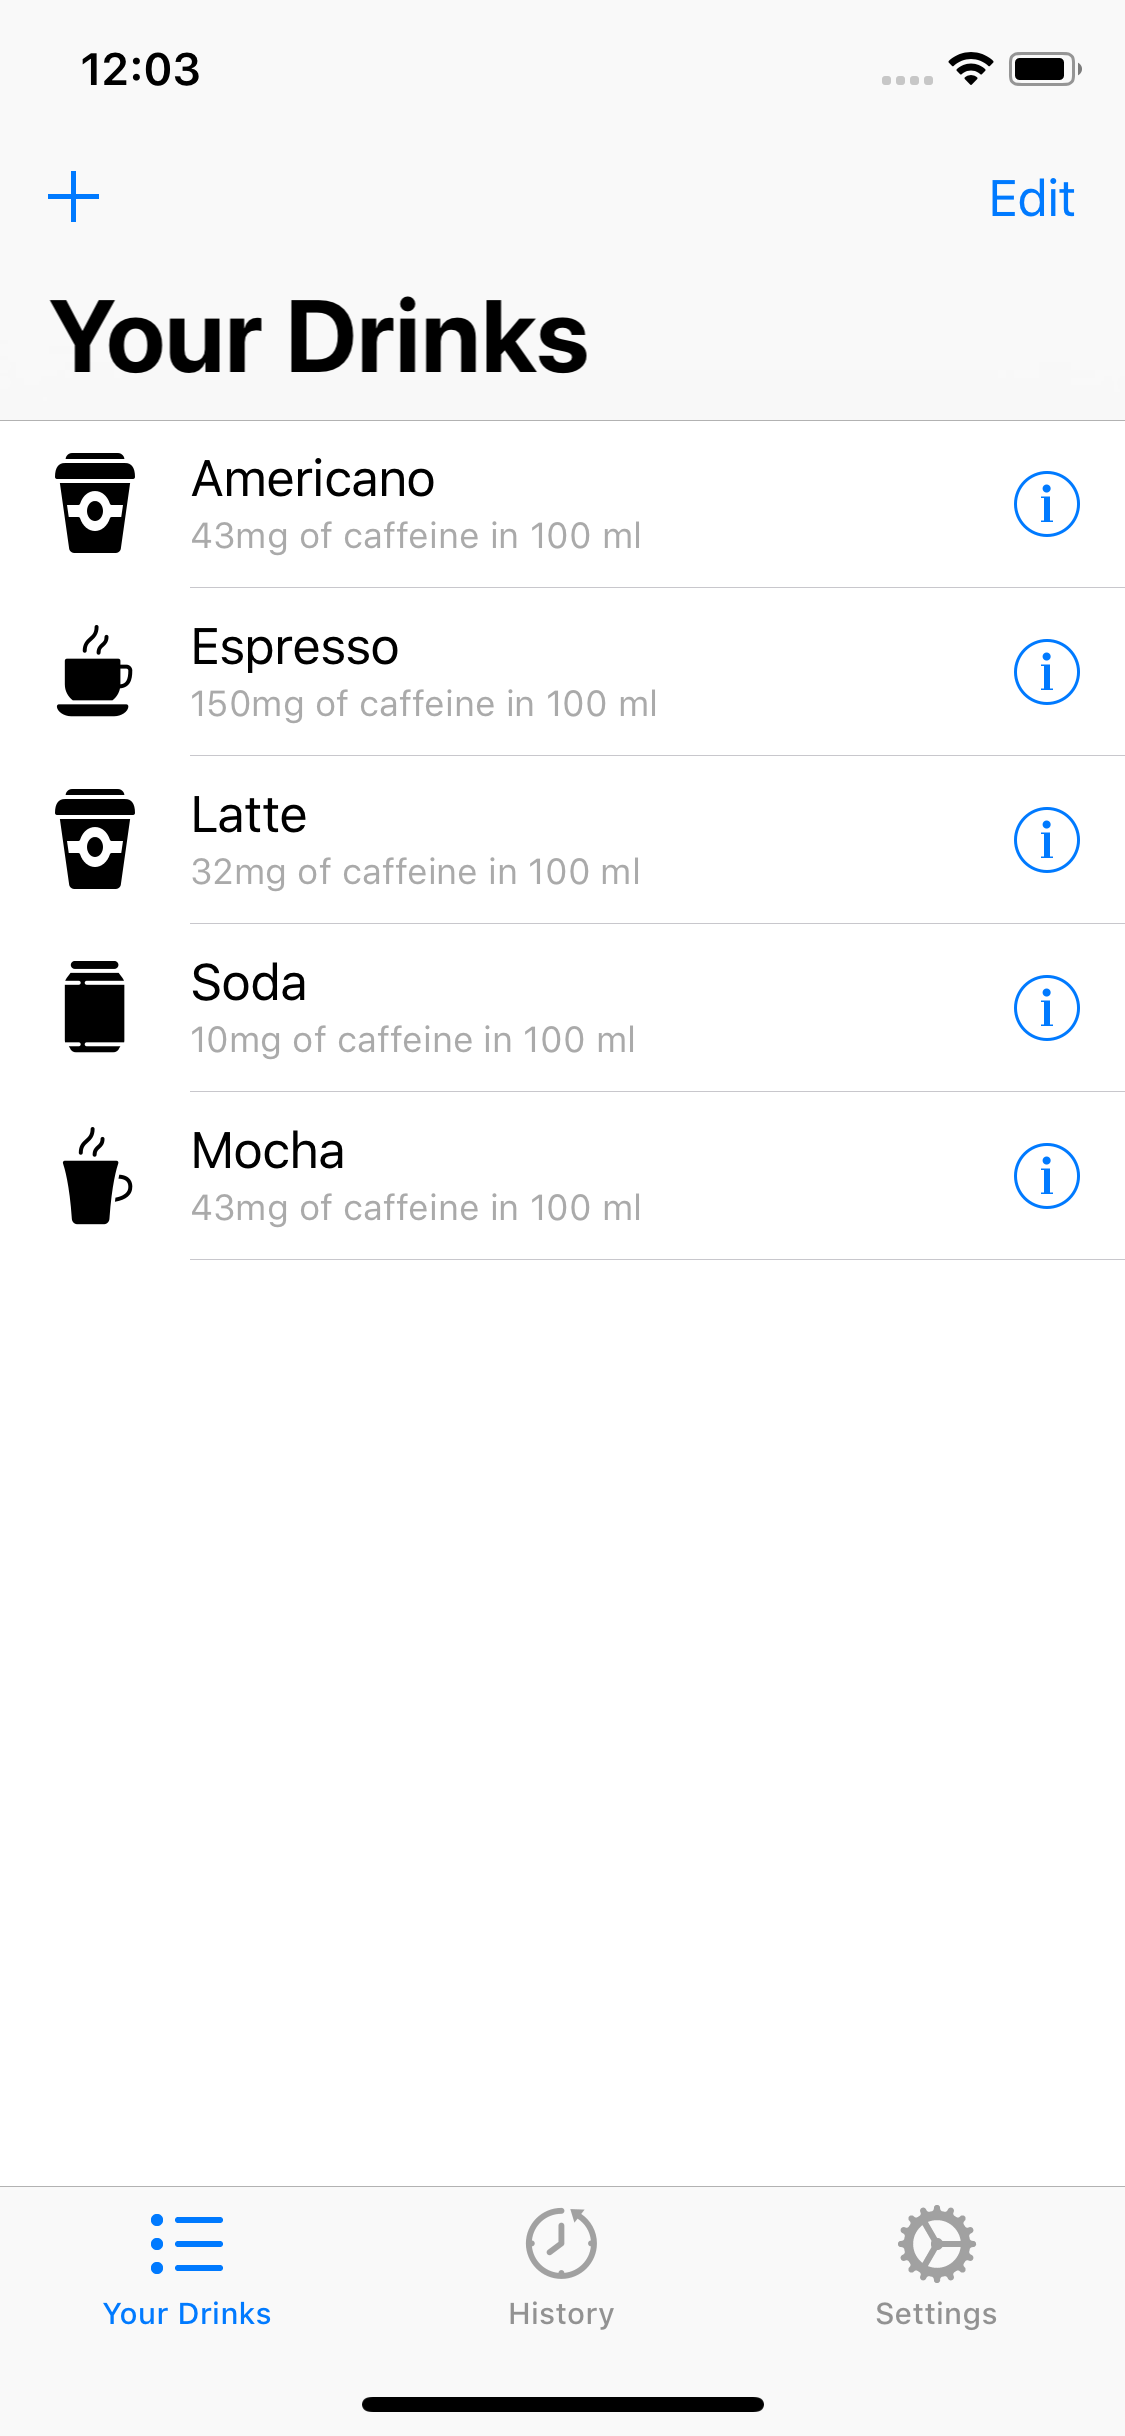 12:03
Edit
Your Drinks
Americano
43mg of caffeine in 100 ml
Espresso
150mg of caffeine in 100 ml
Latte
32mg of caffeine in 100 ml
Soda
10mg of caffeine in 100 ml
Mocha
43mg of caffeine in 100 ml
Your Drinks
History
Settings